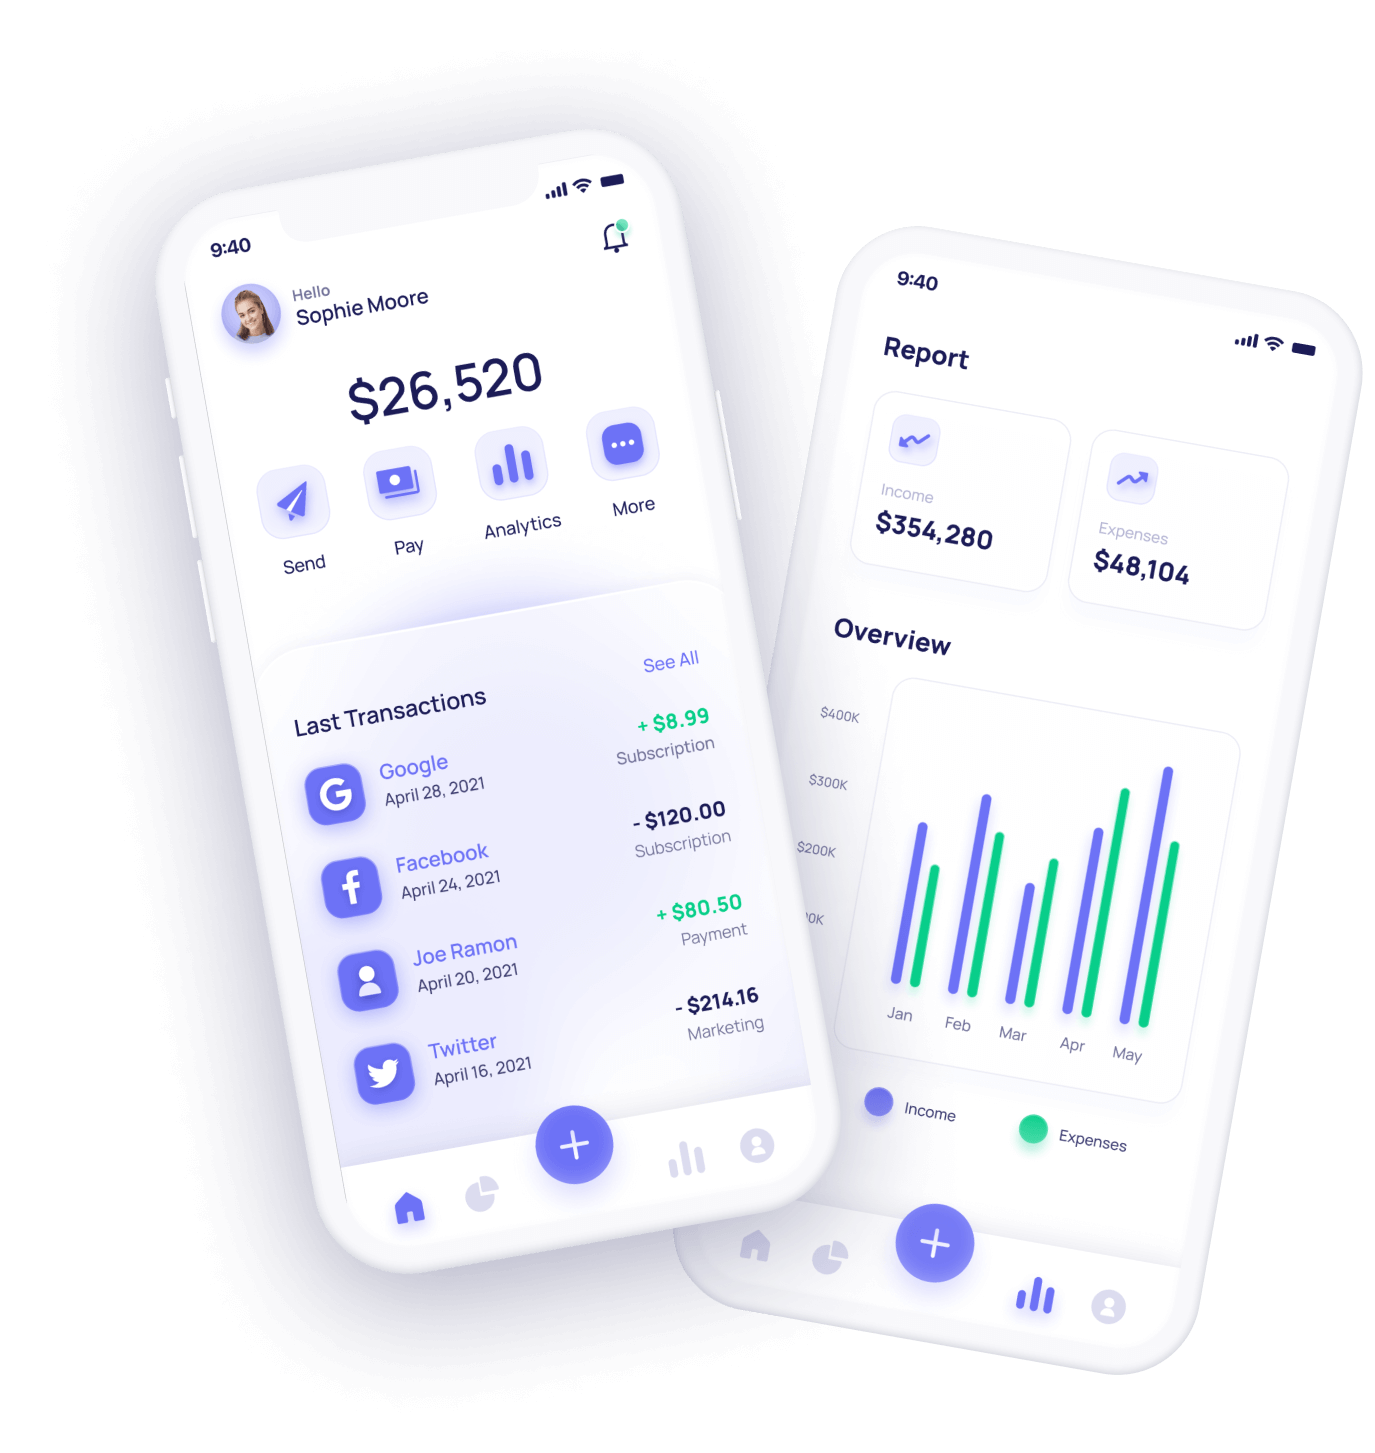 9:40
Hello
Sophie Moore
$26,520
Send
Pay
Analytics
More
Last Transactions
See All
Google
April 28, 2021
+ $8.99
Subscription
Facebook
April 24, 2021
- $120.00
Subscription
Joe Ramon
April 20, 2021
+ $80.50
Payment
Twitter
April 16, 2021
- $214.16
Marketing
9:40
Report
Income
$354,280
Expenses
$48,104
Overview
$400K
$300K
$200K
Jan
Feb
Mar
Apr
May
Income
Expenses